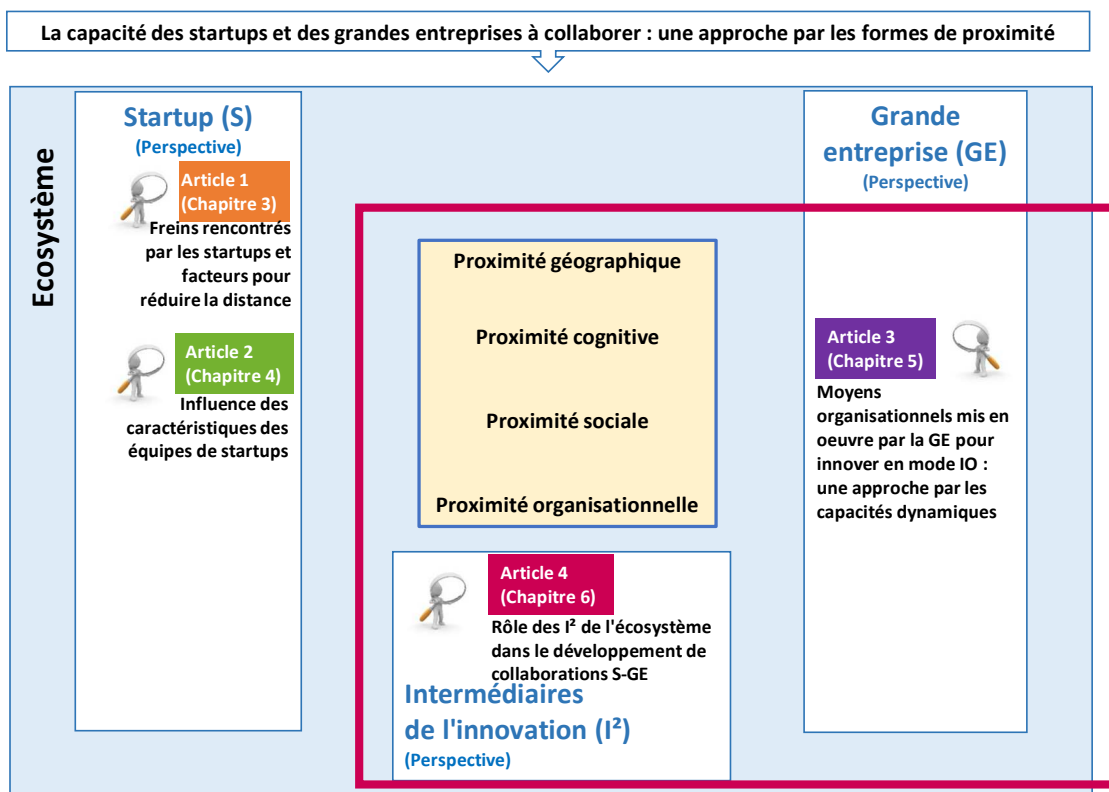 La capacité des startups et des grandes entreprises à collaborer : une approche par les formes de proximité
Ecosystème
Startup (S)
(Perspective)
Article 1
(Chapitre 3)
Freins rencontrés
par les startups et
facteurs pour
réduire la distance
Article 2
(Chapitre 4)
Influence des
caractéristiques des
équipes de startups
Proximité géographique
Proximité cognitive
Proximité sociale
Proximité organisationnelle
Article 4
(Chapitre 6)
Rôle des I² de l'écosystème
dans le développement de
collaborations S-GE
Intermédiaires
de l'innovation (I²)
(Perspective)
Grande
entreprise (GE)
(Perspective)
Article 3
(Chapitre 5)
Moyens
organisationnels mis en
oeuvre par la GE pour
innover en mode IO :
une approche par les
capacités dynamiques